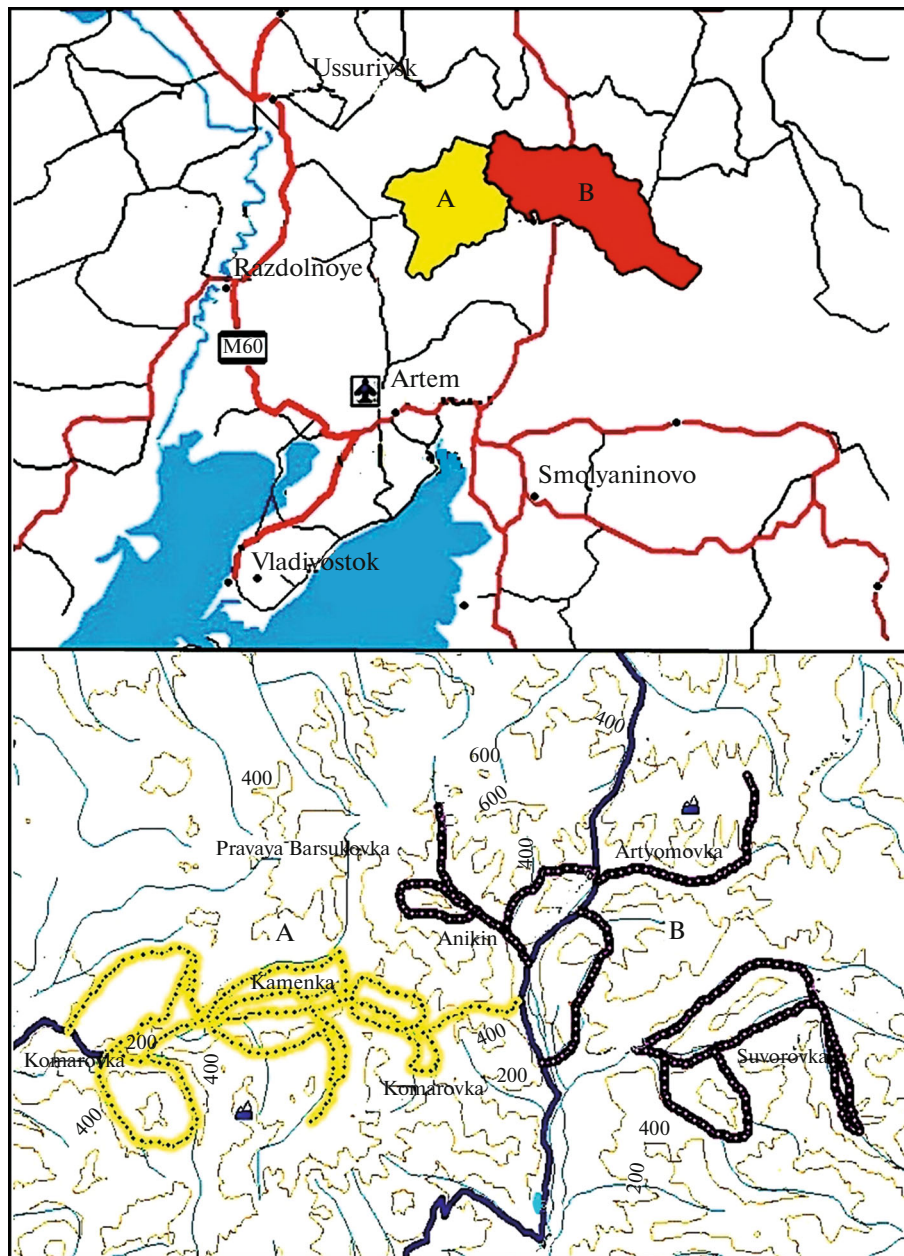 Ussuriysk
A
B
Razdolnoye
M60
Artem
Smolyaninovo
Vladivostok
400
600
400
600
Pravaya Barsukovka
400
Artyomovka
A
Anikin
B
Kamenka
200
400
Komarovka
400
Suvorovka
200
Komarovka
400
400
200